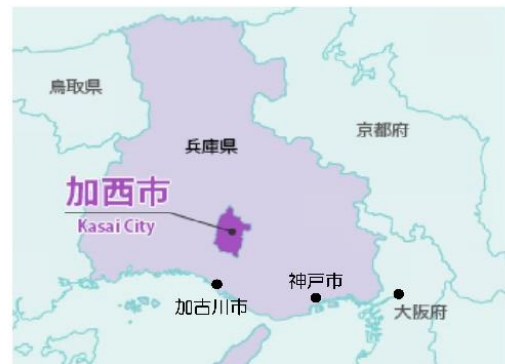 鳥取県
京都府
兵庫県
加西市
Kasai City
神戸市
加古川市
大阪府